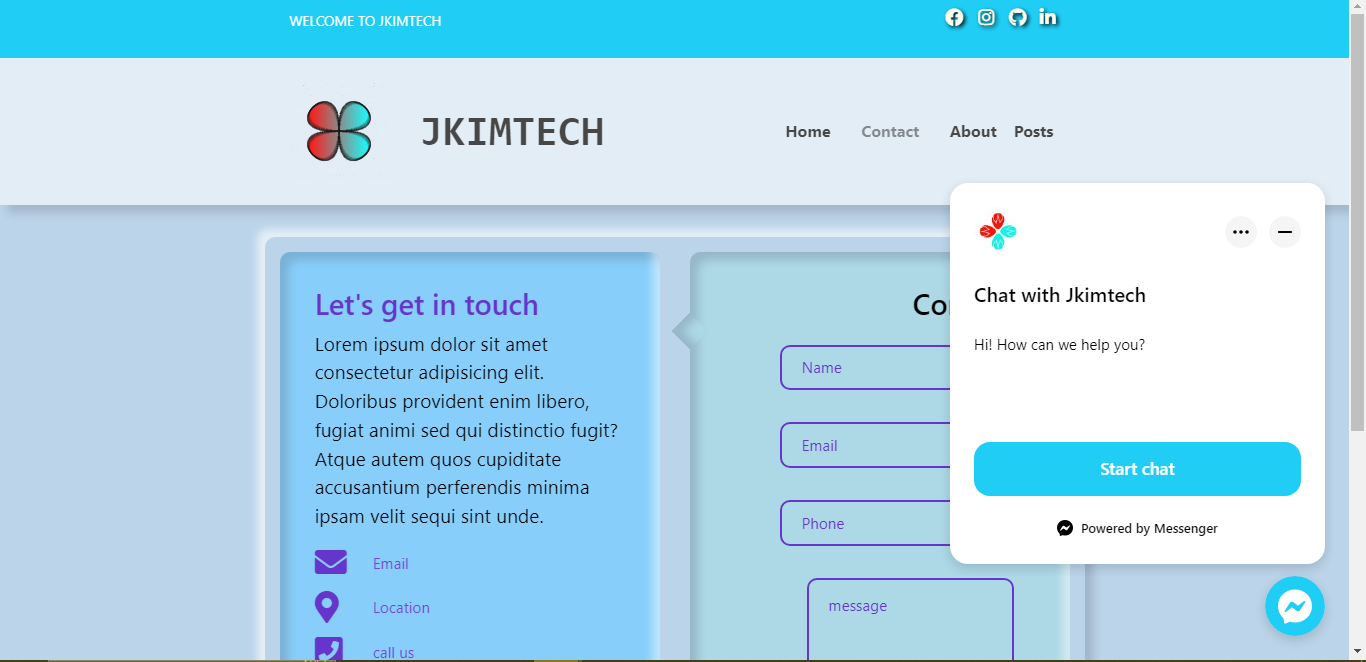 WELCOME TO JKIMTECH
JKIMTECH
Home Contact About Posts
Let's get in touch
Lorem ipsum dolor sit amet
consectetur adipisicing elit.
Doloribus provident enim libero,
fugiat animi sed qui distinctio fugit?
Atque autem quos cupiditate
accusantium perferendis minima
ipsam velit sequi sint unde.
Email
Location
call us
Co
Name
Email
Phone
message
Chat with Jkimtech
Hi! How can we help you?
Start chat
Powered by Messenger